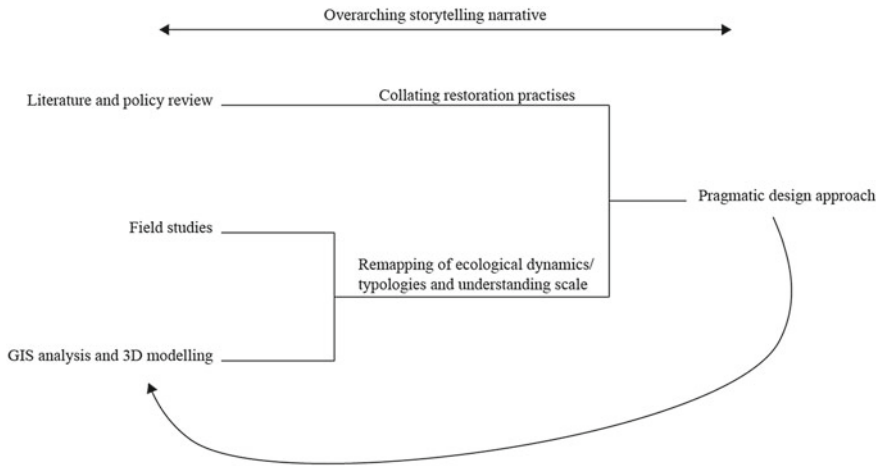 Overarching storytelling narrative
Literature and policy review
Collating restoration practises
Pragmatic design approach
Field studies
Remapping of ecological dynamics/
typologies and understanding scale
GIS analysis and 3D modelling